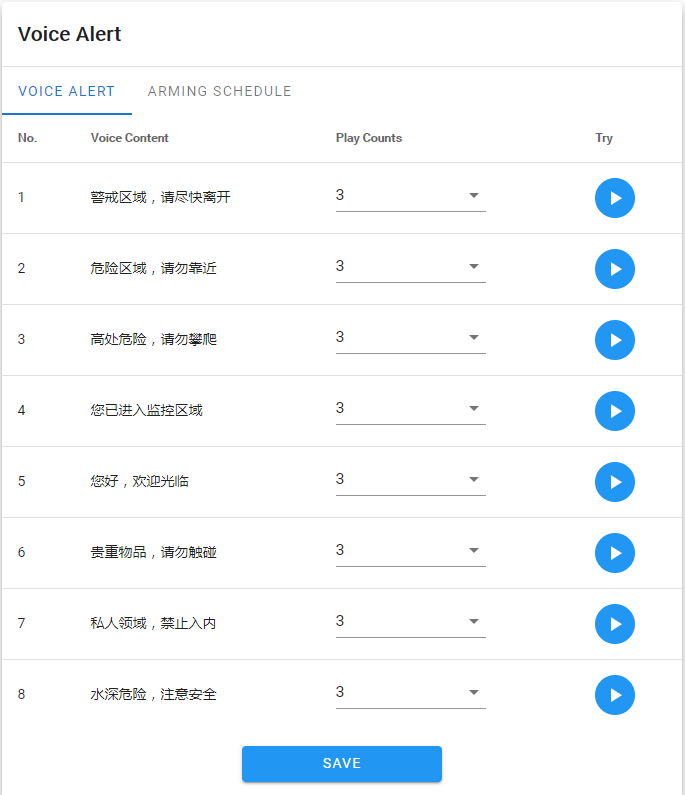 Voice Alert
VOICE ALERT ARMING SCHEDULE
No. Voice Content Play Counts Try
1 警戒区域，请尽快离开 3
2 危险区域，请勿靠近 3
3 高处危险，请勿攀爬 3
4 您已进入监控区域 3
5 您好，欢迎光临 3
6 贵重物品，请勿触碰 3
7 私人领域，禁止入内 3
8 水深危险，注意安全 3
SAVE